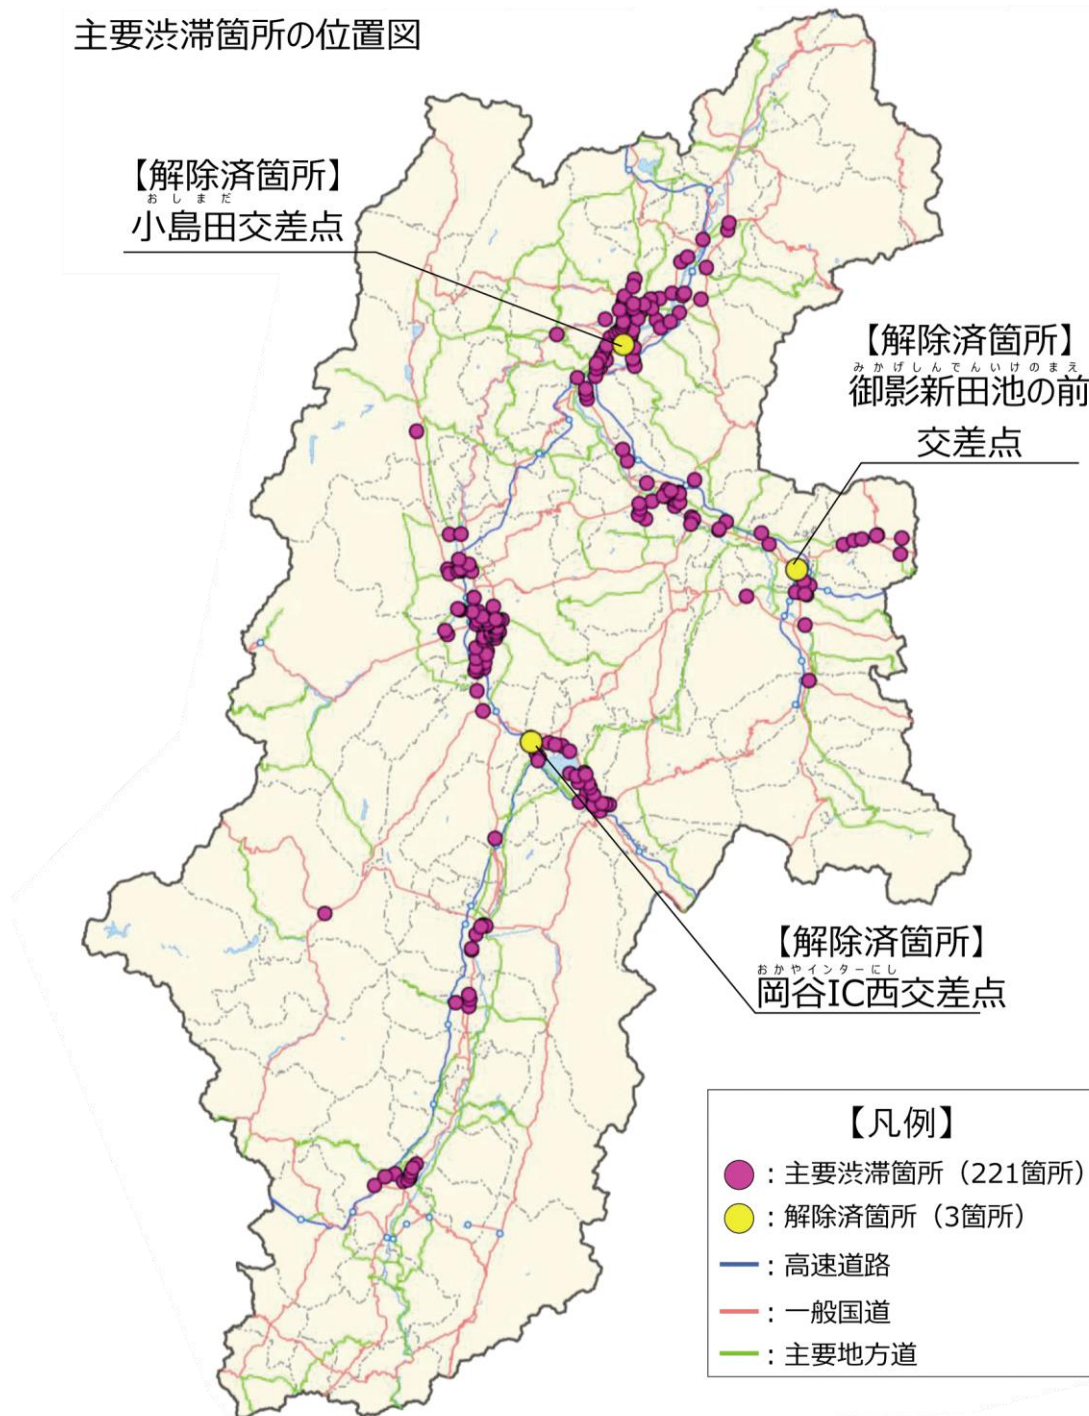 主要渋滞箇所の位置図
【解除済箇所】
おしまだ
小島田交差点
【解除済箇所】
みかげしんでんいけのまえ
御影新田池の前
交差点
【解除済箇所】
おかやインターにし
岡谷IC西交差点
【凡例】
：主要渋滞箇所（221箇所）
：解除済箇所（3箇所）
：高速道路
：一般国道
：主要地方道